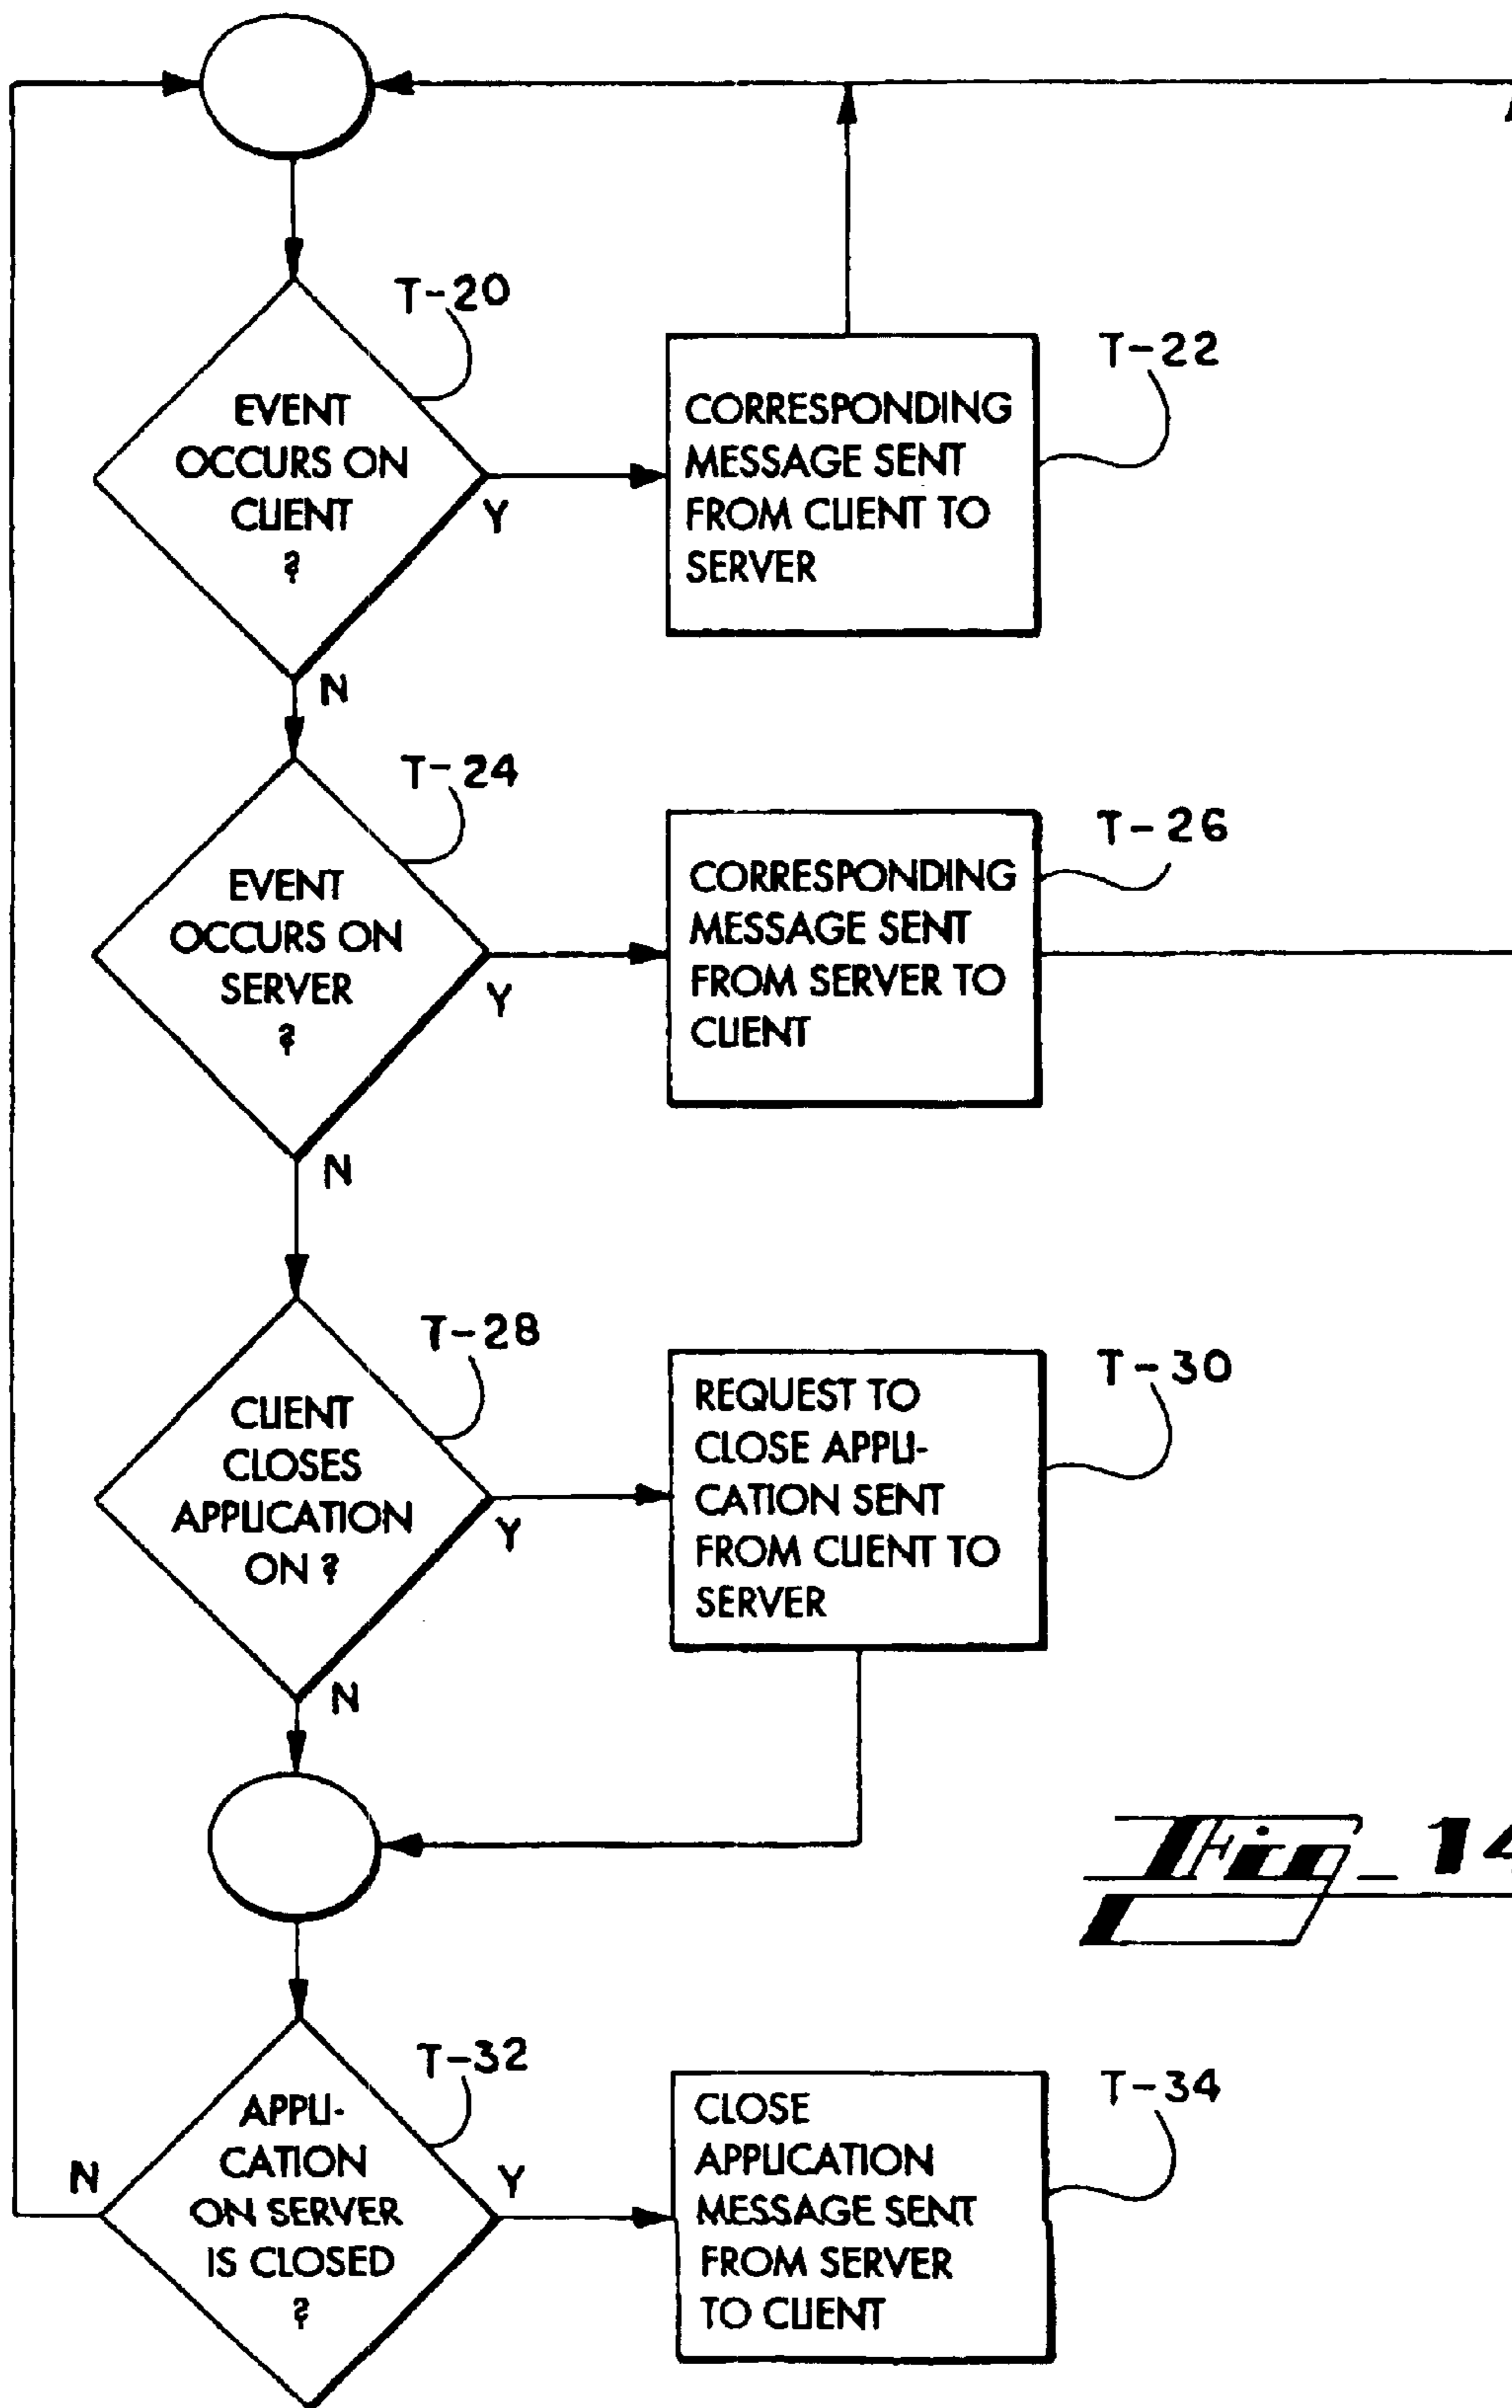 T-20
EVENT
OCCURS ON
CLIENT
?
Y
N
CORRESPONDING
MESSAGE SENT
FROM CLIENT TO
SERVER
T-22
T-24
EVENT
OCCURS ON
SERVER
?
Y
N
CORRESPONDING
MESSAGE SENT
FROM SERVER TO
CLIENT
T-26
T-28
CLIENT
CLOSES
APPLICATION
ON ?
Y
N
REQUEST TO
CLOSE APPLI-
CATION SENT
FROM CLIENT TO
SERVER
T-30
Fig_14
T-32
APPLI-
CATION
ON SERVER
IS CLOSED
?
N
Y
CLOSE
APPLICATION
MESSAGE SENT
FROM SERVER
TO CLIENT
T-34